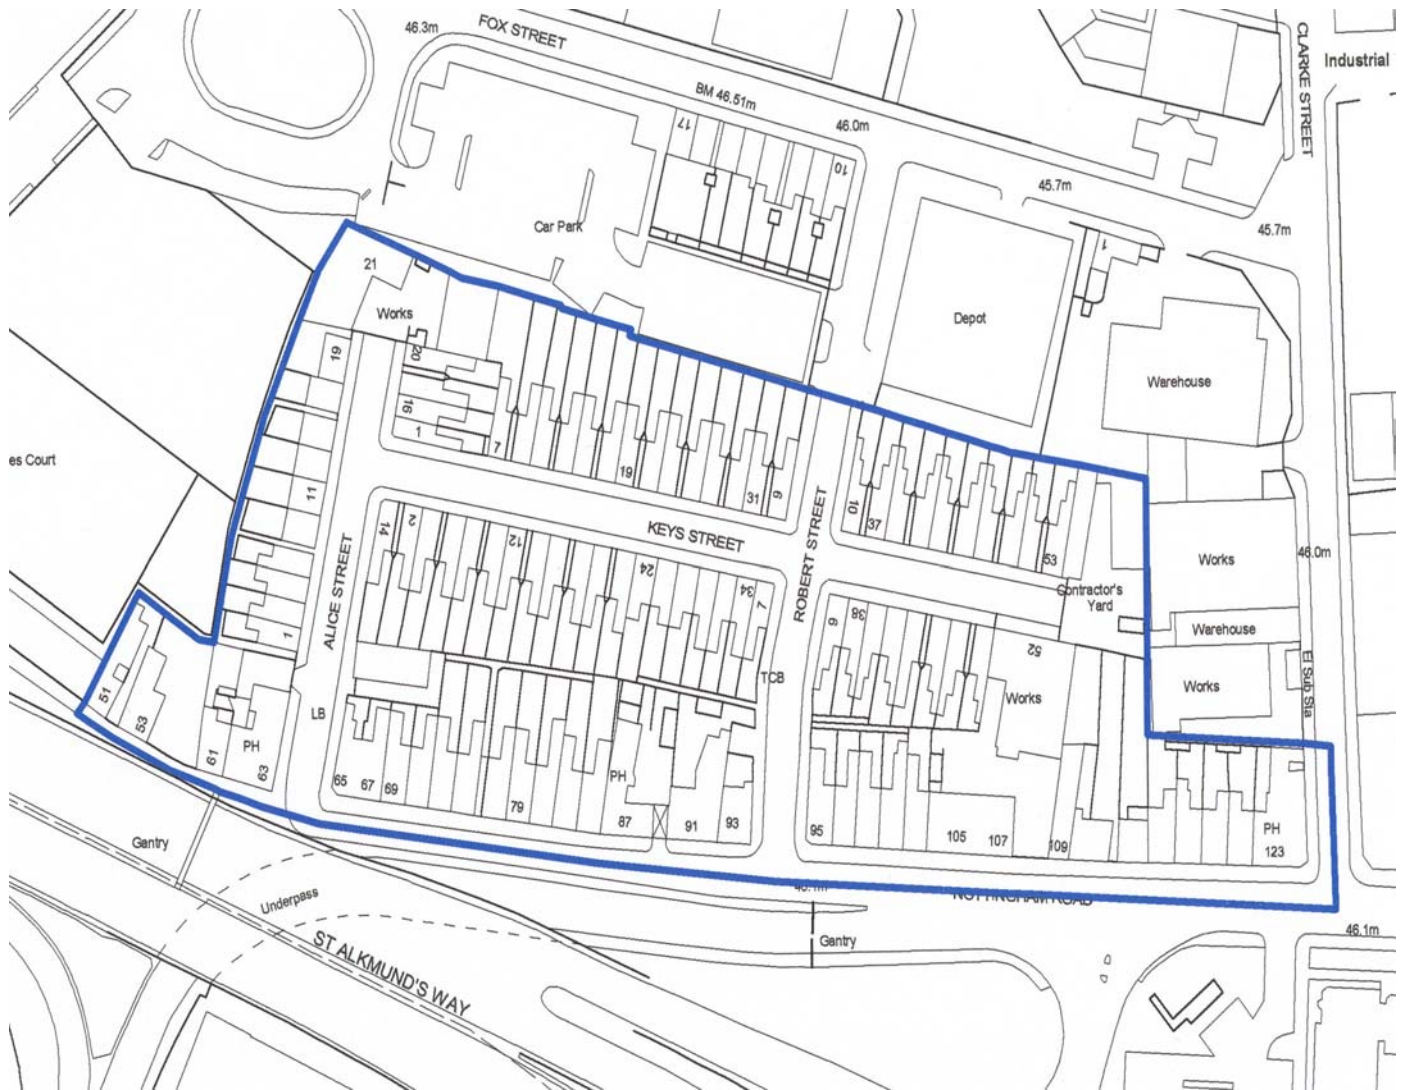 46.3m
FOX STREET
CLARKE STREET
Industrial
BM 46.51m
17
46.0m
10
45.7m
45.7m
Car Park
1
21
Works
Depot
Warehouse
20
19
16
1
7
19
31
9
10
37
53
es Court
11
14
2
12
KEYS STREET
24
34
7
ROBERT STREET
ALICE STREET
Works
46.0m
Contractor's
Yard
Warehouse
9
38
52
1
TCB
Works
Works
El Sub Sta
51
53
61
PH
63
LB
65
67
69
79
PH
87
91
93
95
105
107
109
PH
123
Gantry
NOTTINGHAM ROAD
Underpass
Gantry
46.1m
ST ALKMUND'S WAY